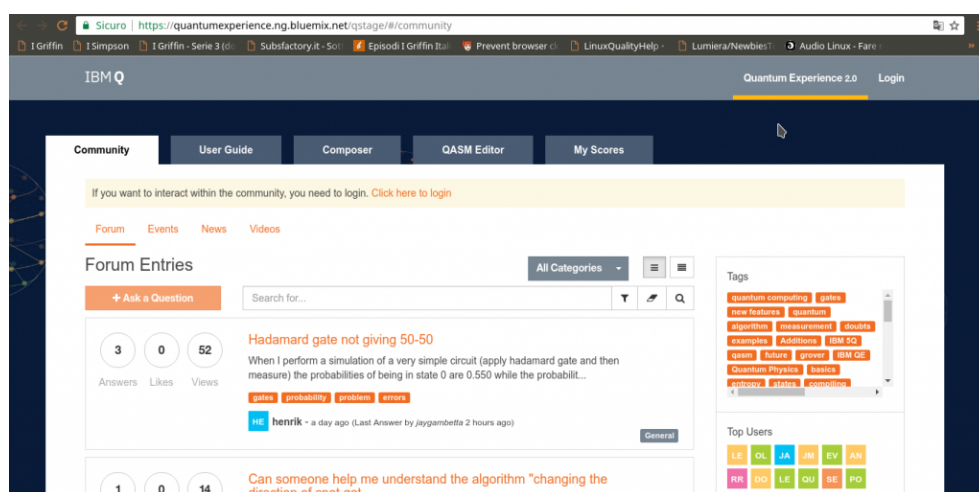 Sicuro | https://quantumexperience.ng.bluemix.net/qstage/#/community
I Griffin I Simpson I Griffin - Serie 3 (do Subsfactory.it - Sott Episodi I Griffin Itali Prevent browser cl LinuxQualityHelp - Lumiera/NewbiesT Audio Linux - Fare
IBM Q Quantum Experience 2.0 Login
Community User Guide Composer QASM Editor My Scores
If you want to interact within the community, you need to login. Click here to login
Forum Events News Videos
Forum Entries All Categories
+ Ask a Question Search for...
Hadamard gate not giving 50-50
3 0 52
Answers Likes Views
When I perform a simulation of a very simple circuit (apply hadamard gate and then
measure) the probabilities of being in state 0 are 0.550 while the probabilit...
gates probability problem errors
HE henrik - a day ago (Last Answer by jaygambetta 2 hours ago)
General
1 0 14
Can someone help me understand the algorithm "changing the
direction of
Tags
quantum computing gates
new features quantum
algorithm measurement doubts
examples Additions IBM 5Q
qasm future grover IBM QE
Quantum Physics basics
entropy states compiling
Top Users
LE OL JA JM EV AN
RR DO LE QU SE PO